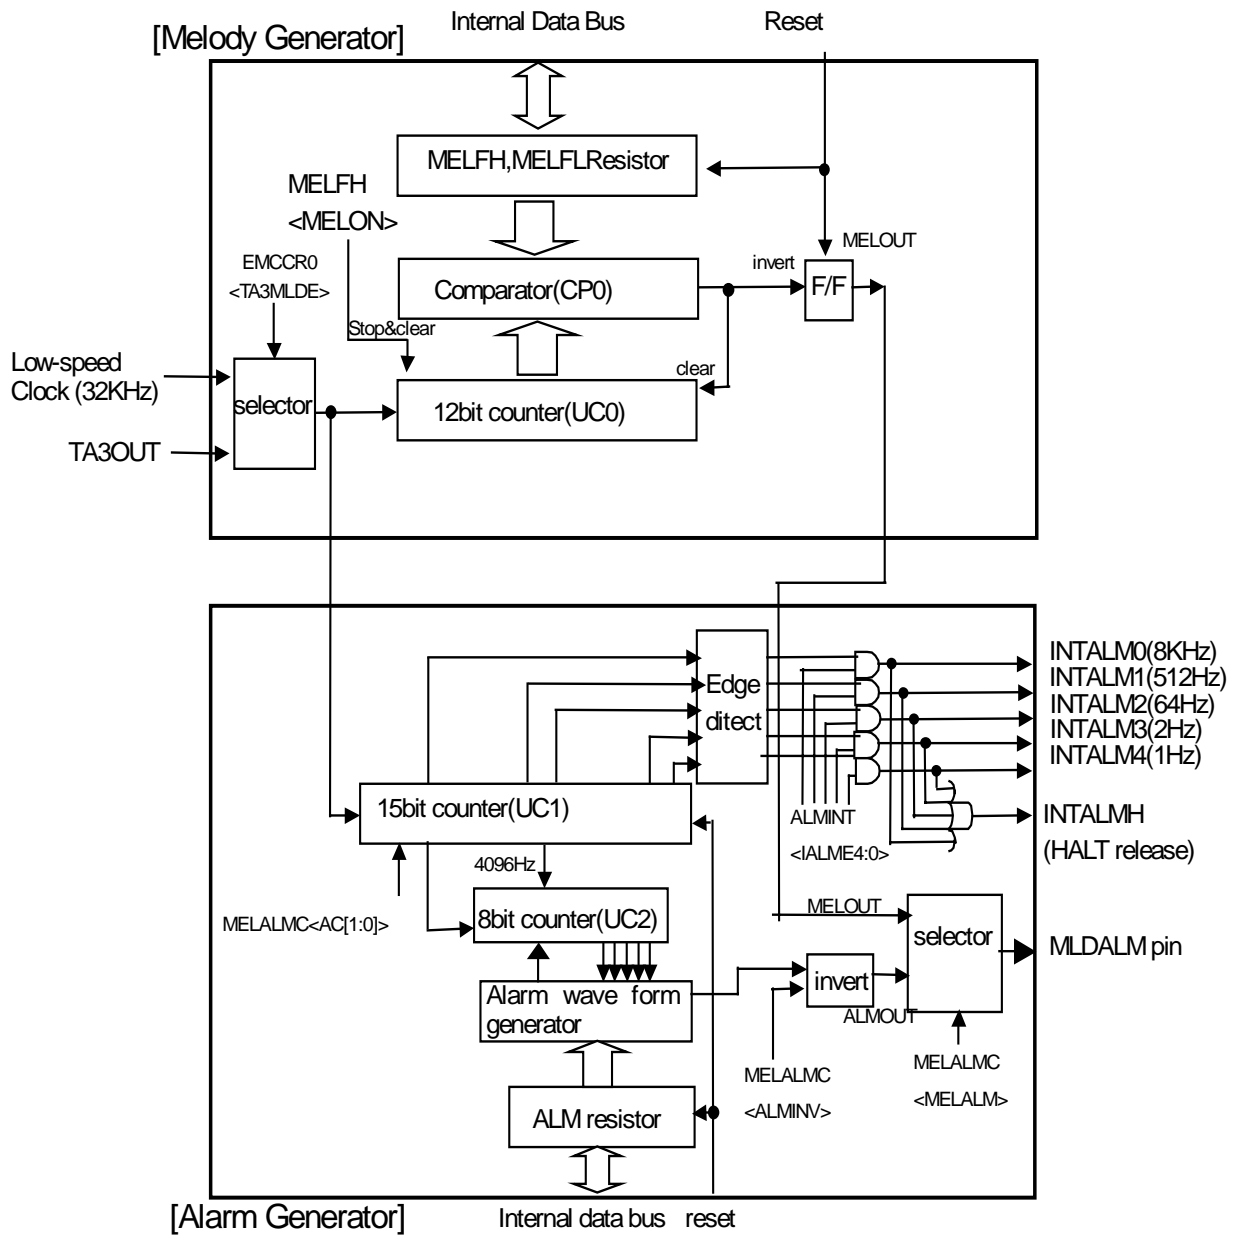 Internal Data Bus
Reset
[Melody Generator]
MELFH,MELFLResistor
MELFH
<MELON>
MELOUT
EMCCR0
<TA3MLDE>
invert
F/F
Comparator(CP0)
Stop&clear
Low-speed
Clock (32KHz)
clear
selector
12bit counter(UC0)
TA3OUT
INTALM0(8KHz)
INTALM1(512Hz)
INTALM2(64Hz)
INTALM3(2Hz)
INTALM4(1Hz)
Edge
ditect
15bit counter(UC1)
ALMINT
<IALME4:0>
INTALMH
(HALT release)
4096Hz
MELALMC<AC[1:0]>
8bit counter(UC2)
MELOUT
selector
MLDALM pin
Alarm wave form
generator
invert
ALMOUT
MELALMC
<ALMINV>
MELALMC
<MELALM>
ALM resistor
[Alarm Generator]
Internal data bus
reset